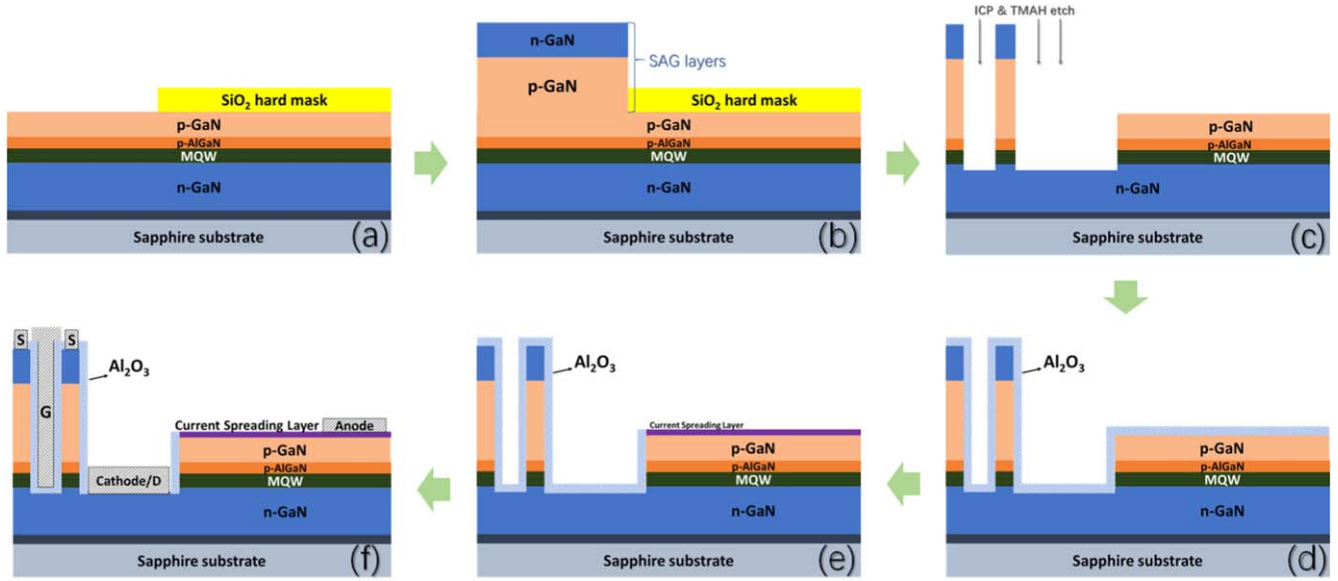 SiO₂ hard mask
p-GaN
p-AlGaN
MQW
n-GaN
Sapphire substrate
(a)
n-GaN
SAG layers
p-GaN
SiO₂ hard mask
p-GaN
p-AlGaN
MQW
n-GaN
Sapphire substrate
(b)
ICP & TMAH etch
p-GaN
p-AlGaN
MQW
n-GaN
Sapphire substrate
(c)
Al₂O₃
p-GaN
p-AlGaN
MQW
n-GaN
Sapphire substrate
(d)
Al₂O₃
Current Spreading Layer
p-GaN
p-AlGaN
MQW
n-GaN
Sapphire substrate
(e)
S
S
Al₂O₃
G
Current Spreading Layer
Anode
p-GaN
p-AlGaN
Cathode/D
MQW
n-GaN
Sapphire substrate
(f)